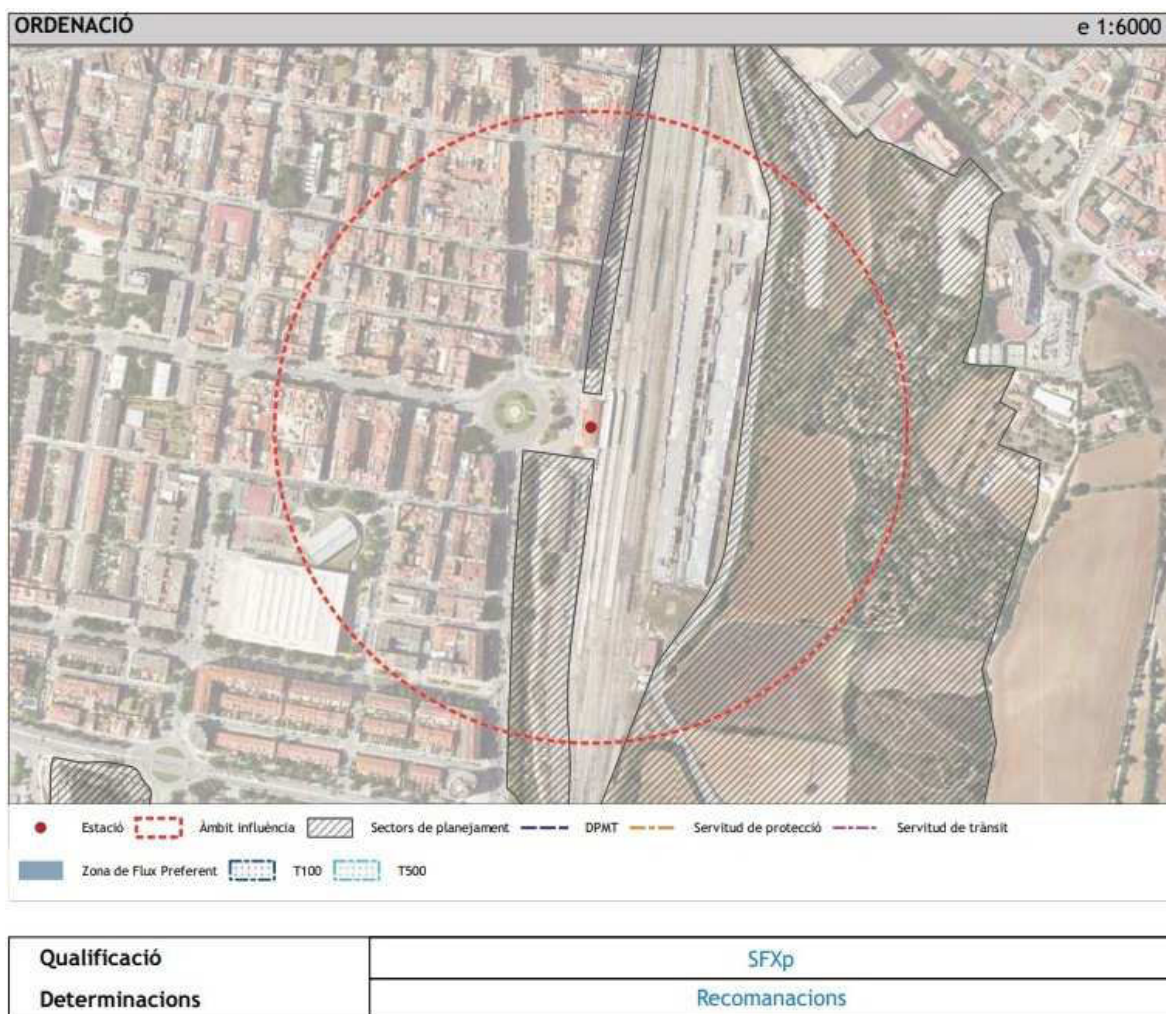 ORDENACIÓ e 1:6000
Estació Àmbit influència Sectors de planejament DPMT Servitud de protecció Servitud de trànsit
Zona de Flux Preferent T100 T500
Qualificació SFXp
Determinacions Recomanacions